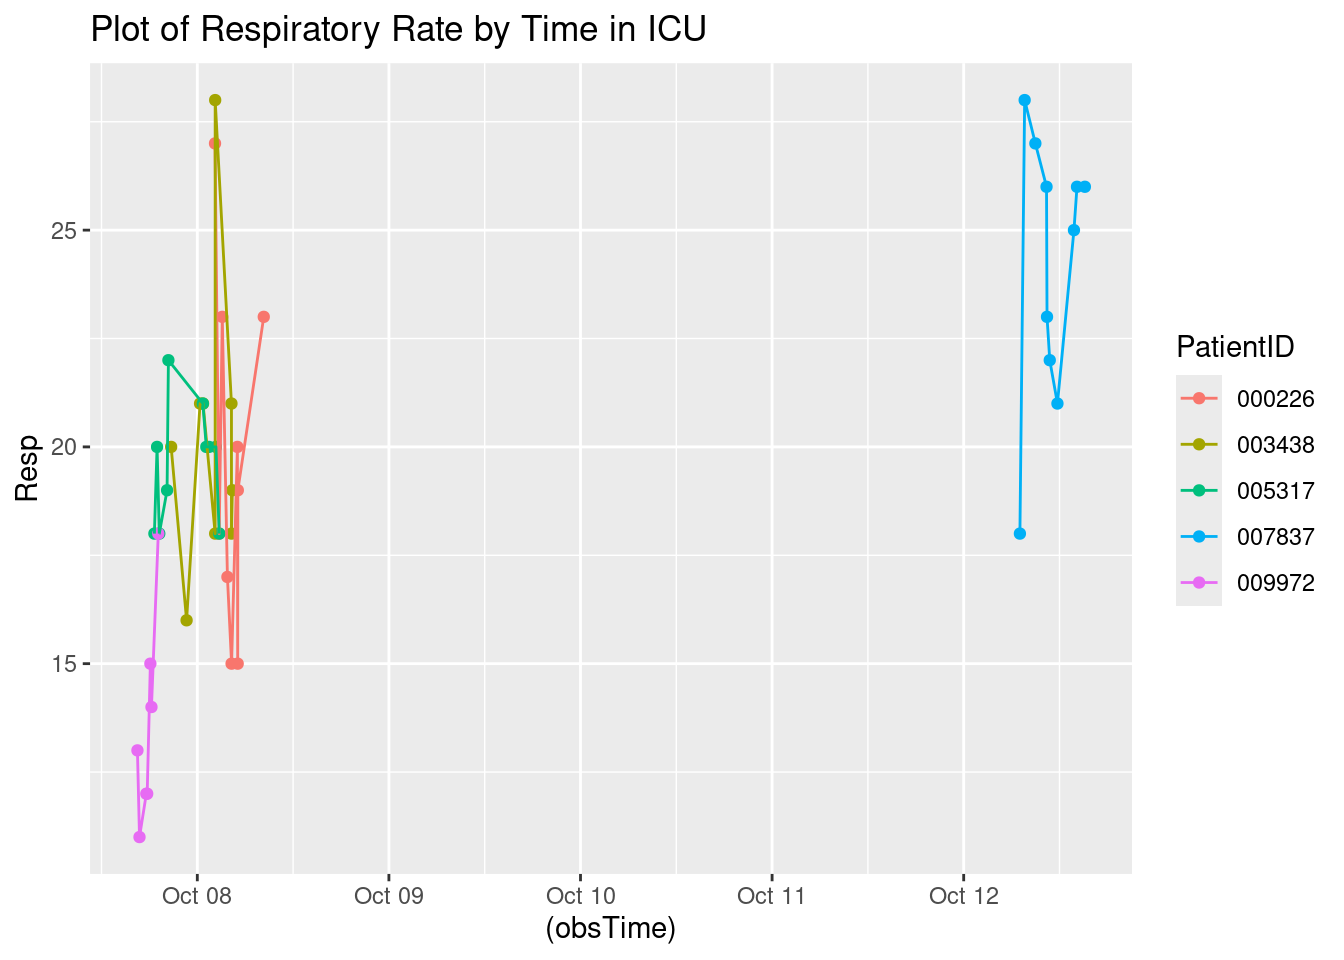 Plot of Respiratory Rate by Time in ICU
Resp
25
20
15
Oct 08
Oct 09
Oct 10
Oct 11
Oct 12
(obsTime)
PatientID
000226
003438
005317
007837
009972